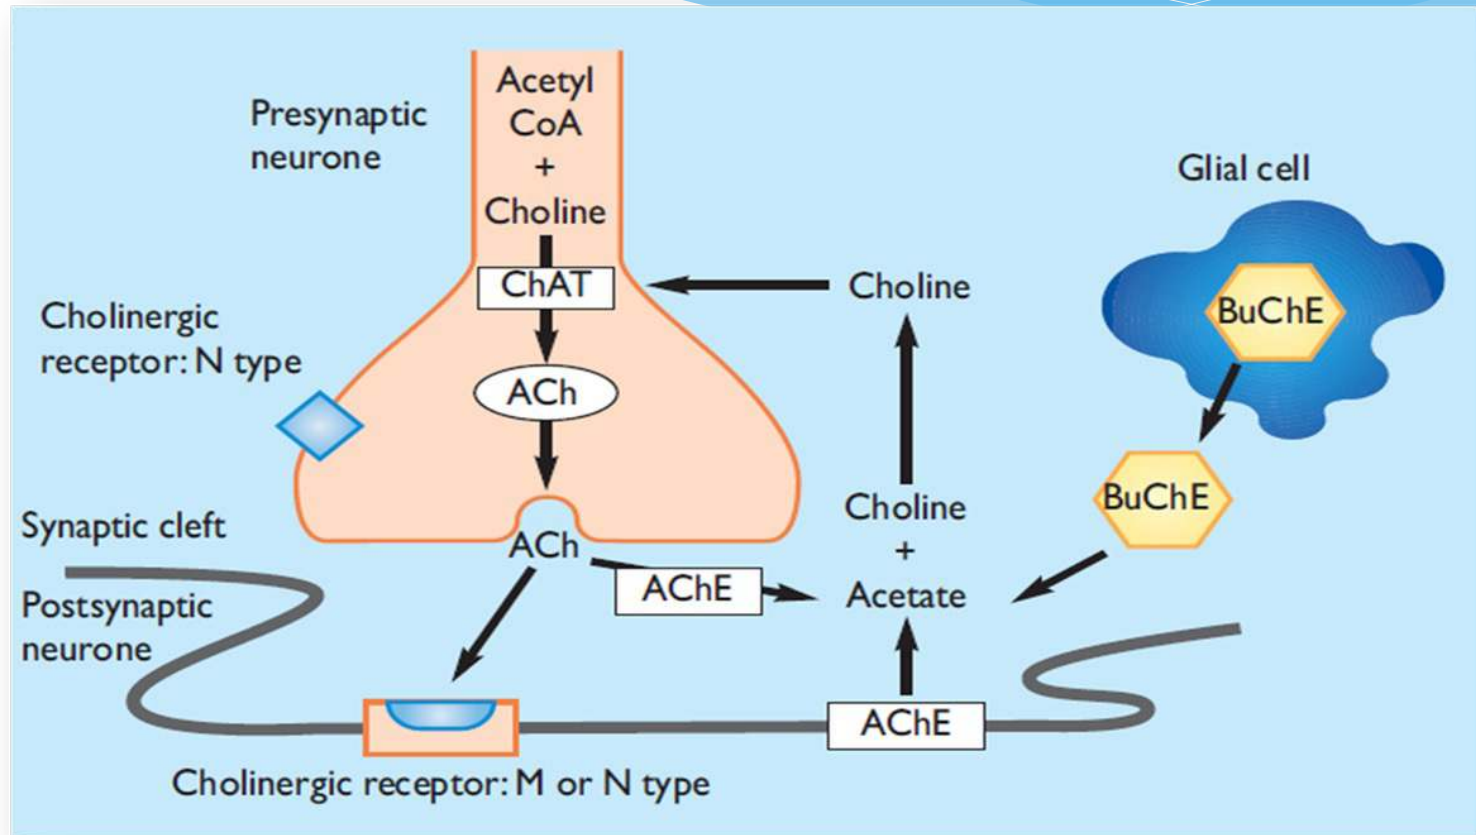 Presynaptic
neurone
Acetyl
CoA
+
Choline
ChAT
ACh
ACh
Cholinergic
receptor: N type
Choline
Glial cell
BuChE
BuChE
Choline
+
Acetate
AChE
AChE
Synaptic cleft
Postsynaptic
neurone
Cholinergic receptor: M or N type